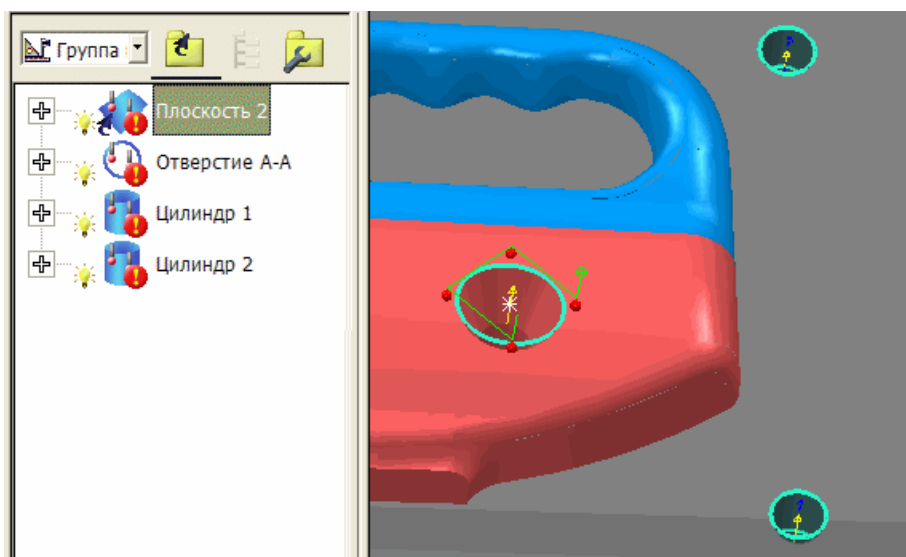 Группа
Плоскость 2
Отверстие А-А
Цилиндр 1
Цилиндр 2